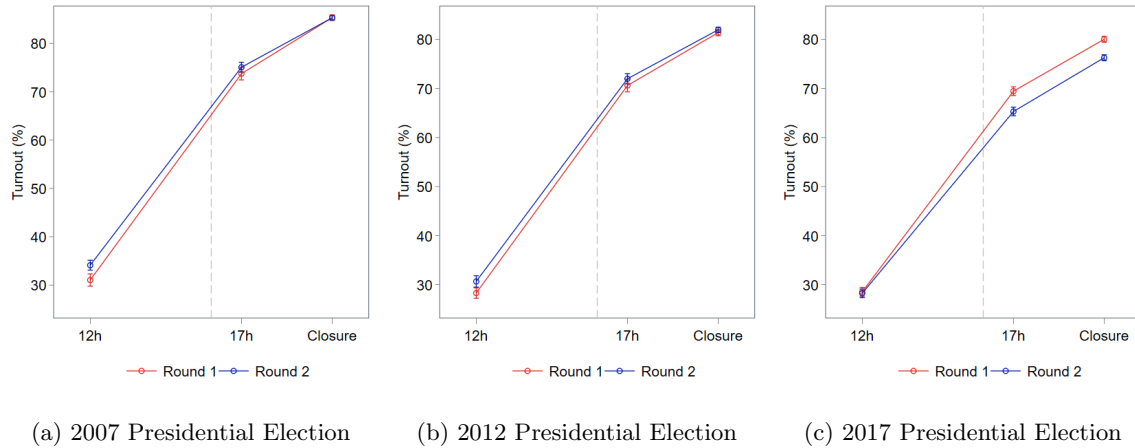 Turnout (%)
80
70
60
50
40
30
12h
17h
Closure
Round 1
Round 2
Turnout (%)
80
70
60
50
40
30
12h
17h
Closure
Round 1
Round 2
Turnout (%)
80
70
60
50
40
30
12h
17h
Closure
Round 1
Round 2
(a) 2007 Presidential Election
(b) 2012 Presidential Election
(c) 2017 Presidential Election